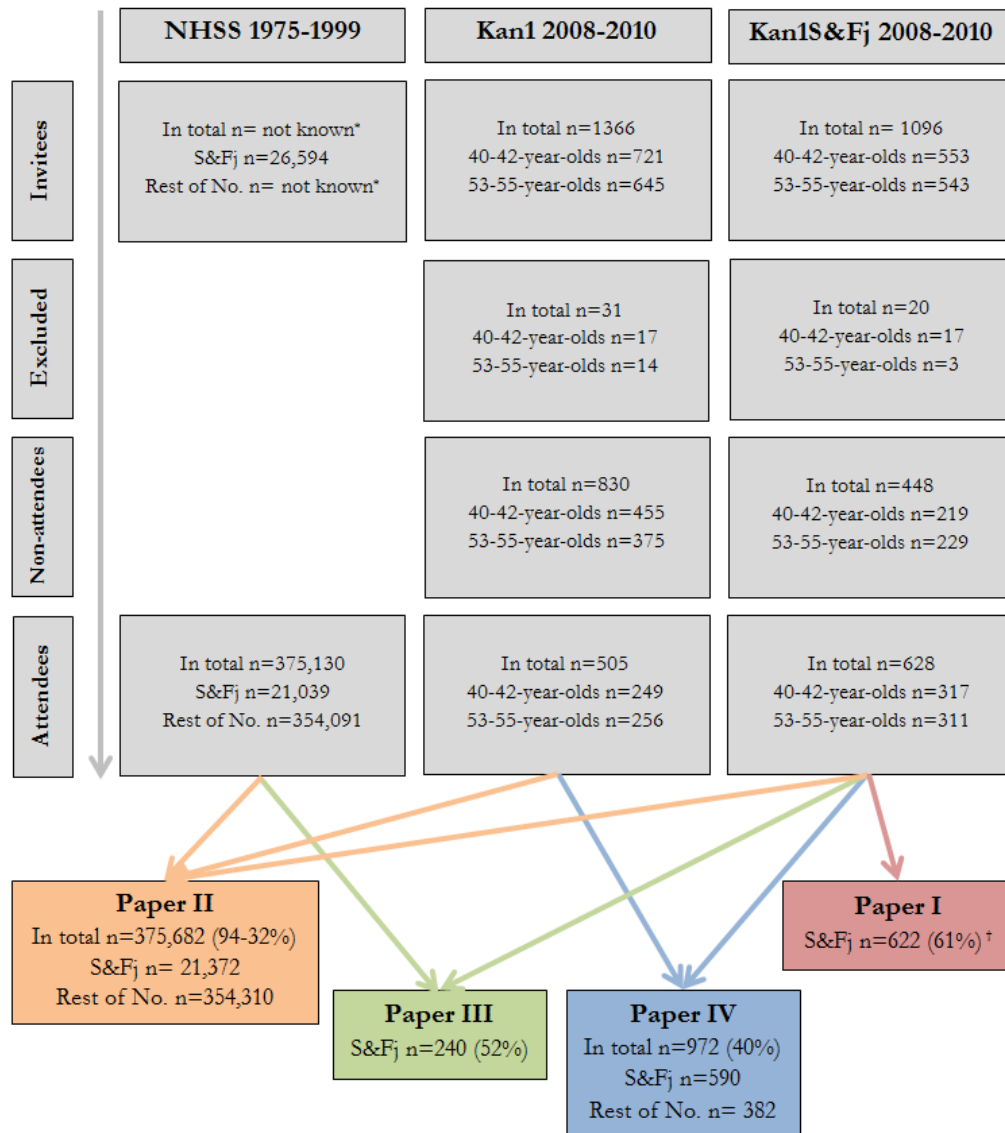 NHSS 1975-1999
Kan1 2008-2010
Kan1S&Fj 2008-2010
Invitees
In total n= not known*
S&Fj n=26,594
Rest of No. n= not known*
In total n=1366
40-42-year-olds n=721
53-55-year-olds n=645
In total n= 1096
40-42-year-olds n=553
53-55-year-olds n=543
Excluded
In total n=31
40-42-year-olds n=17
53-55-year-olds n=14
In total n=20
40-42-year-olds n=17
53-55-year-olds n=3
Non-attendees
In total n=830
40-42-year-olds n=455
53-55-year-olds n=375
In total n=448
40-42-year-olds n=219
53-55-year-olds n=229
Attendees
In total n=375,130
S&Fj n=21,039
Rest of No. n=354,091
In total n=505
40-42-year-olds n=249
53-55-year-olds n=256
In total n=628
40-42-year-olds n=317
53-55-year-olds n=311
Paper II
In total n=375,682 (94-32%)
S&Fj n= 21,372
Rest of No. n=354,310
Paper III
S&Fj n=240 (52%)
Paper IV
In total n=972 (40%)
S&Fj n=590
Rest of No. n= 382
Paper I
S&Fj n=622 (61%)†